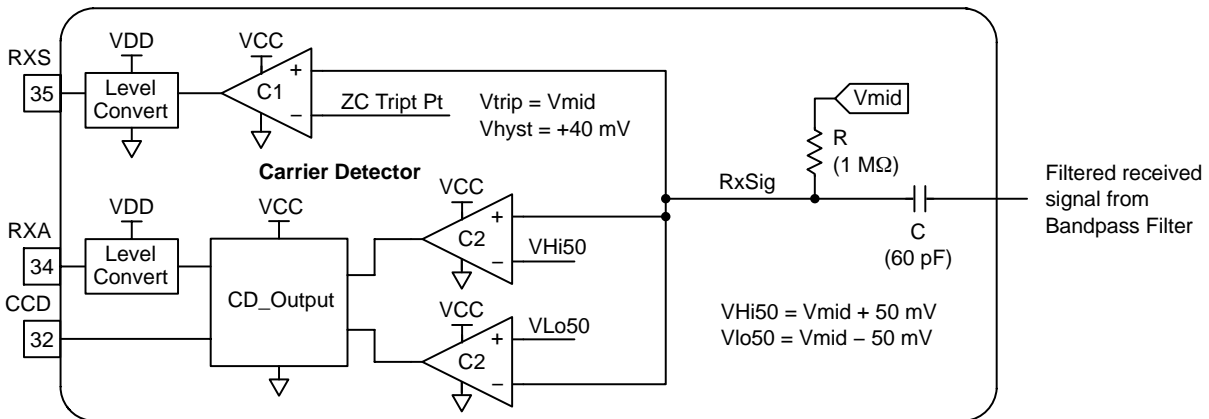 RXS
35
VDD
Level
Convert
VCC
+
C1
−
ZC Tript Pt
Vtrip = Vmid
Vhyst = +40 mV
Vmid
R
(1 MΩ)
Carrier Detector
RxSig
C
(60 pF)
Filtered received
signal from
Bandpass Filter
RXA
34
VDD
Level
Convert
VCC
CD_Output
VCC
+
C2
−
VHi50
CCD
32
VCC
+
C2
−
VLo50
VHi50 = Vmid + 50 mV
Vlo50 = Vmid − 50 mV